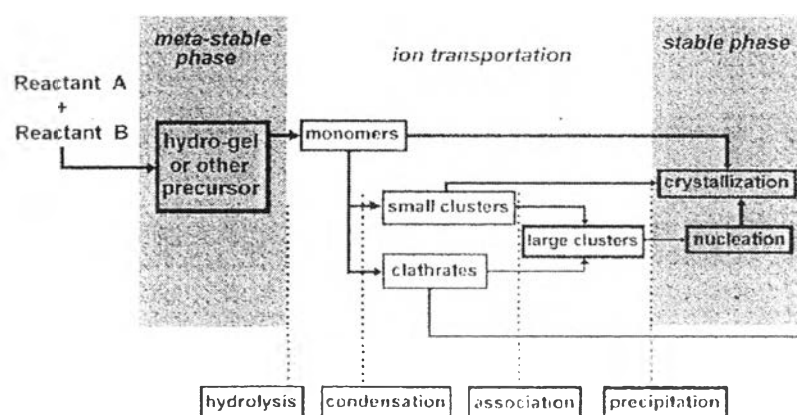 meta-stable
phase
ion transportation
stable phase
Reactant A
+
Reactant B
hydro-gel
or other
precursor
monomers
crystallization
small clusters
large clusters
nucleation
clathrates
hydrolysis
condensation
association
precipitation